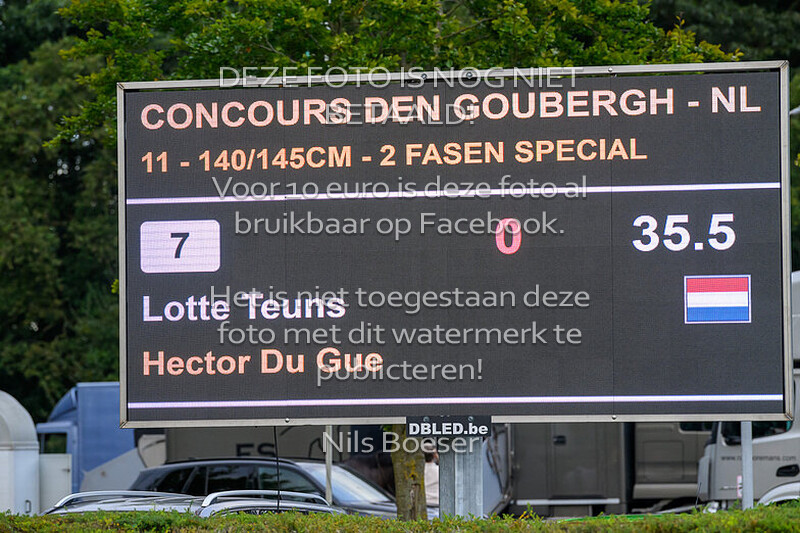 DEZE FOTO IS NOG NIET
BETAALD!
CONCOURS DEN GOUBERGH - NL
11 - 140/145CM - 2 FASEN SPECIAL
Voor 10 euro is deze foto al
bruikbaar op Facebook.
7 0 35.5
Lotte Teuns
Het is niet toegestaan deze
foto met dit watermerk te
Hector Du Gue
publicteren!
DBLED.be
Nils Boeser